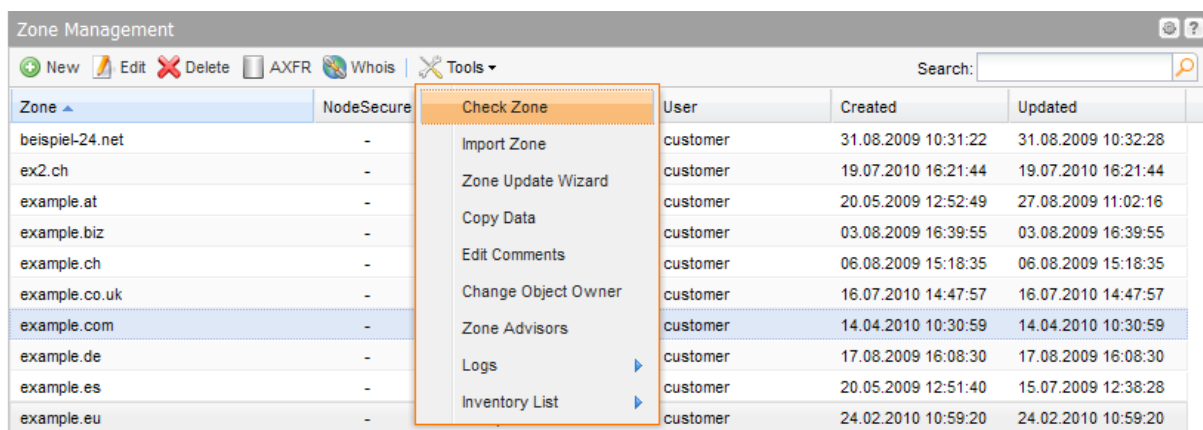 Zone Management
New Edit Delete AXFR Whois Tools Search:
Zone NodeSecure User Created Updated
Check Zone
Import Zone
Zone Update Wizard
Copy Data
Edit Comments
Change Object Owner
Zone Advisors
Logs
Inventory List
beispiel-24.net - customer 31.08.2009 10:31:22 31.08.2009 10:32:28
ex2.ch - customer 19.07.2010 16:21:44 19.07.2010 16:21:44
example.at - customer 20.05.2009 12:52:49 27.08.2009 11:02:16
example.biz - customer 03.08.2009 16:39:55 03.08.2009 16:39:55
example.ch - customer 06.08.2009 15:18:35 06.08.2009 15:18:35
example.co.uk - customer 16.07.2010 14:47:57 16.07.2010 14:47:57
example.com - customer 14.04.2010 10:30:59 14.04.2010 10:30:59
example.de - customer 17.08.2009 16:08:30 17.08.2009 16:08:30
example.es - customer 20.05.2009 12:51:40 15.07.2009 12:38:28
example.eu - customer 24.02.2010 10:59:20 24.02.2010 10:59:20